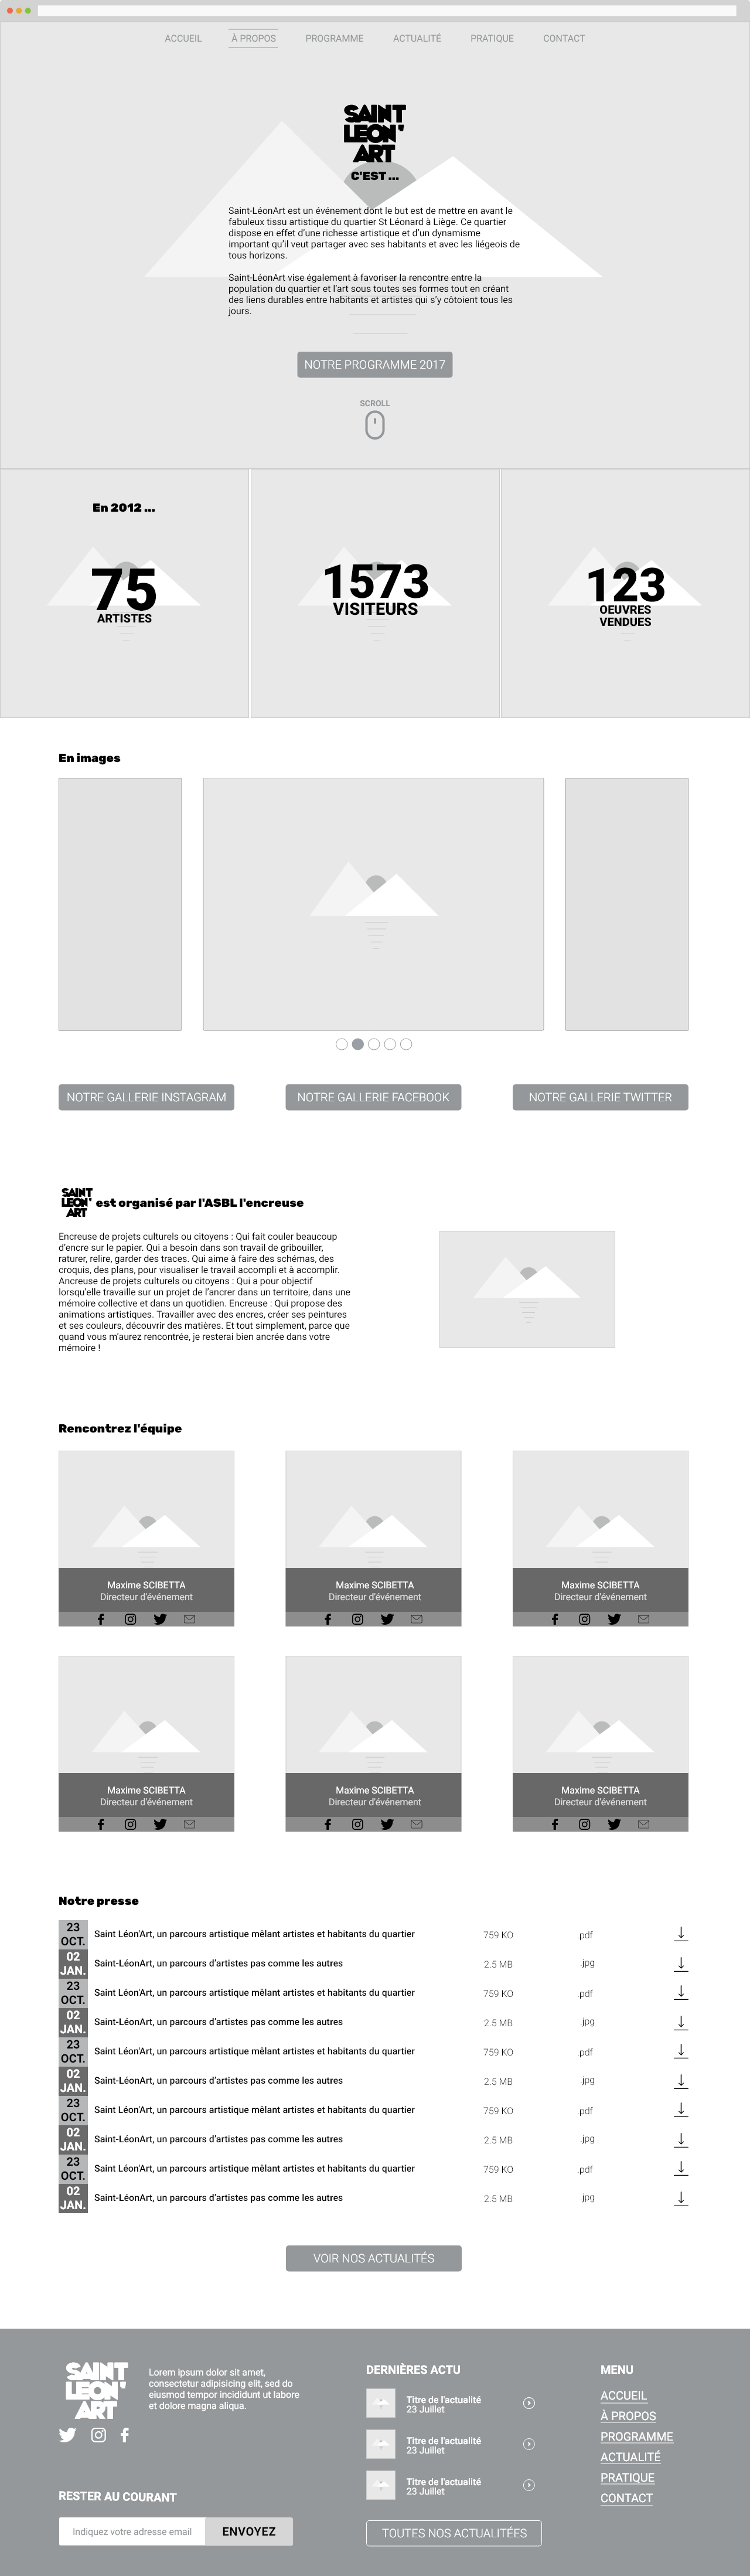 ACCUEIL À PROPOS PROGRAMME ACTUALITÉ PRATIQUE CONTACT
SAINT
LEON'
ART
C'EST ...
Saint-LéonArt est un événement dont le but est de mettre en avant le
fabuleux tissu artistique du quartier St Léonard à Liège. Ce quartier
dispose en effet d'une richesse artistique et d'un dynamisme
important qu'il veut partager avec ses habitants et avec les liégeois de
tous horizons.
Saint-LéonArt vise également à favoriser la rencontre entre la
population du quartier et l'art sous toutes ses formes tout en créant
des liens durables entre habitants et artistes qui s'y côtoient tous les
jours.
NOTRE PROGRAMME 2017
SCROLL
En 2012 ...
75
ARTISTES
1573
VISITEURS
123
OEUVRES
VENDUES
En images
NOTRE GALLERIE INSTAGRAM
NOTRE GALLERIE FACEBOOK
NOTRE GALLERIE TWITTER
SAINT
LEON'
ART
est organisé par l'ASBL l'encreuse
Encreuse de projets culturels ou citoyens : Qui fait couler beaucoup
d'encre sur le papier. Qui a besoin dans son travail de gribouiller,
raturer, relire, garder des traces. Qui aime à faire des schémas, des
croquis, des plans, pour visualiser le travail accompli et à accomplir.
Ancreuse de projets culturels ou citoyens : Qui a pour objectif
lorsqu'elle travaille sur un projet de l'ancrer dans un territoire, dans une
mémoire collective et dans un quotidien. Encreuse : Qui propose des
animations artistiques. Travailler avec des encres, créer ses peintures
et ses couleurs, découvrir des matières. Et tout simplement, parce que
quand vous m'aurez rencontrée, je resterai bien ancrée dans votre
mémoire !
Rencontrez l'équipe
Maxime SCIBETTA
Directeur d'événement
Maxime SCIBETTA
Directeur d'événement
Maxime SCIBETTA
Directeur d'événement
Maxime SCIBETTA
Directeur d'événement
Maxime SCIBETTA
Directeur d'événement
Maxime SCIBETTA
Directeur d'événement
Notre presse
23 OCT. Saint Léon'Art, un parcours artistique mêlant artistes et habitants du quartier 759 KO .pdf
02 JAN. Saint-LéonArt, un parcours d'artistes pas comme les autres 2.5 MB .jpg
23 OCT. Saint Léon'Art, un parcours artistique mêlant artistes et habitants du quartier 759 KO .pdf
02 JAN. Saint-LéonArt, un parcours d'artistes pas comme les autres 2.5 MB .jpg
23 OCT. Saint Léon'Art, un parcours artistique mêlant artistes et habitants du quartier 759 KO .pdf
02 JAN. Saint-LéonArt, un parcours d'artistes pas comme les autres 2.5 MB .jpg
23 OCT. Saint Léon'Art, un parcours artistique mêlant artistes et habitants du quartier 759 KO .pdf
02 JAN. Saint-LéonArt, un parcours d'artistes pas comme les autres 2.5 MB .jpg
23 OCT. Saint Léon'Art, un parcours artistique mêlant artistes et habitants du quartier 759 KO .pdf
02 JAN. Saint-LéonArt, un parcours d'artistes pas comme les autres 2.5 MB .jpg
VOIR NOS ACTUALITÉS
SAINT
LEON'
ART
Lorem ipsum dolor sit amet,
consectetur adipisicing elit, sed do
eiusmod tempor incididunt ut labore
et dolore magna aliqua.
RESTER AU COURANT
Indiquez votre adresse email
ENVOYEZ
DERNIÈRES ACTU
Titre de l'actualité
23 Juillet
Titre de l'actualité
23 Juillet
Titre de l'actualité
23 Juillet
TOUTES NOS ACTUALITÉES
MENU
ACCUEIL
À PROPOS
PROGRAMME
ACTUALITÉ
PRATIQUE
CONTACT